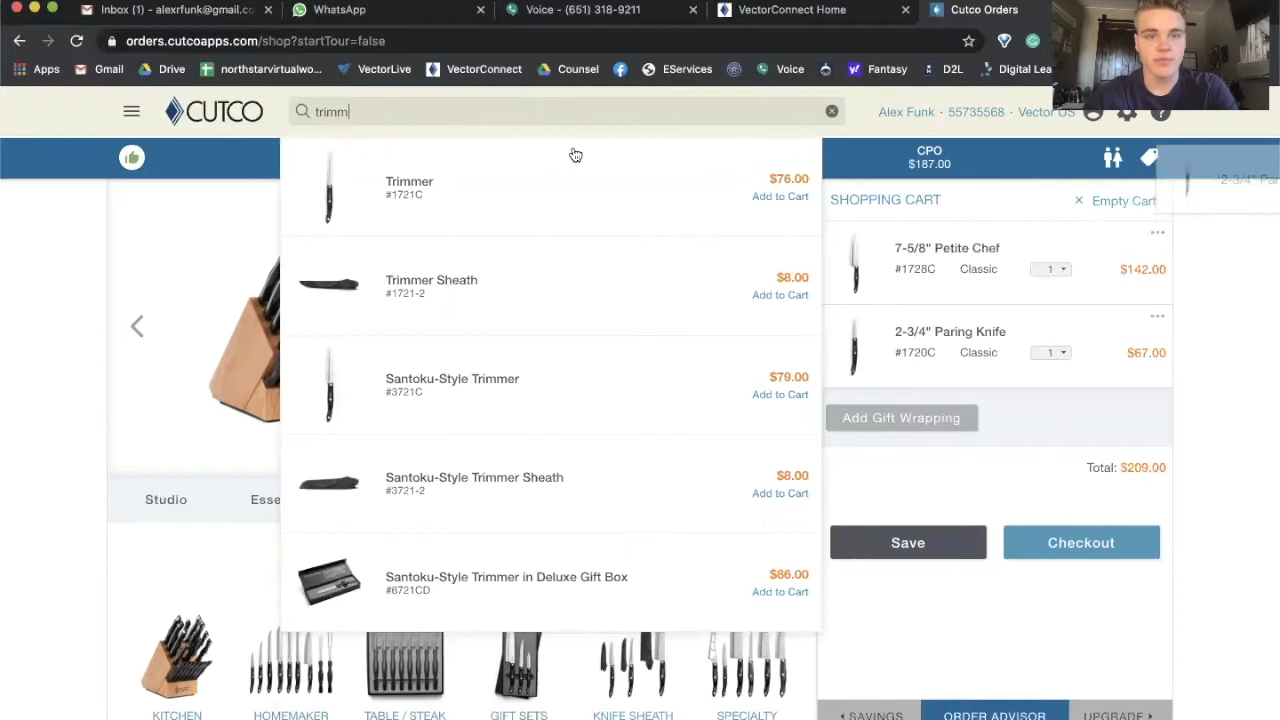 Inbox - alexrfunk@gmail.c
WhatsApp
Voice - (651) 318-9211
VectorConnect Home
Cutco Orders
orders.cutcoapps.com/shop?startTour=false
Apps
Gmail
Drive
northstarvirtualwo...
VectorLive
VectorConnect
Counsel
EServices
Voice
Fantasy
D2L
Digital Lea
CUTCO
trimm
Alex Funk · 55735568 · Vector US
CPO
$187.00
Trimmer
#1721C
$76.00
Add to Cart
Trimmer Sheath
#1721-2
$8.00
Add to Cart
Santoku-Style Trimmer
#3721C
$79.00
Add to Cart
Santoku-Style Trimmer Sheath
#3721-2
$8.00
Add to Cart
Santoku-Style Trimmer in Deluxe Gift Box
#6721CD
$86.00
Add to Cart
SHOPPING CART
× Empty Cart
2-3/4" Par
7-5/8" Petite Chef
#1728C Classic 1 $142.00
2-3/4" Paring Knife
#1720C Classic 1 $67.00
Add Gift Wrapping
Total: $209.00
Save
Checkout
Studio
Esse
KITCHEN
HOMEMAKER
TABLE / STEAK
GIFT SETS
KNIFE SHEATH
SPECIALTY
SAVINGS
ORDER ADVISOR
UPGRADE